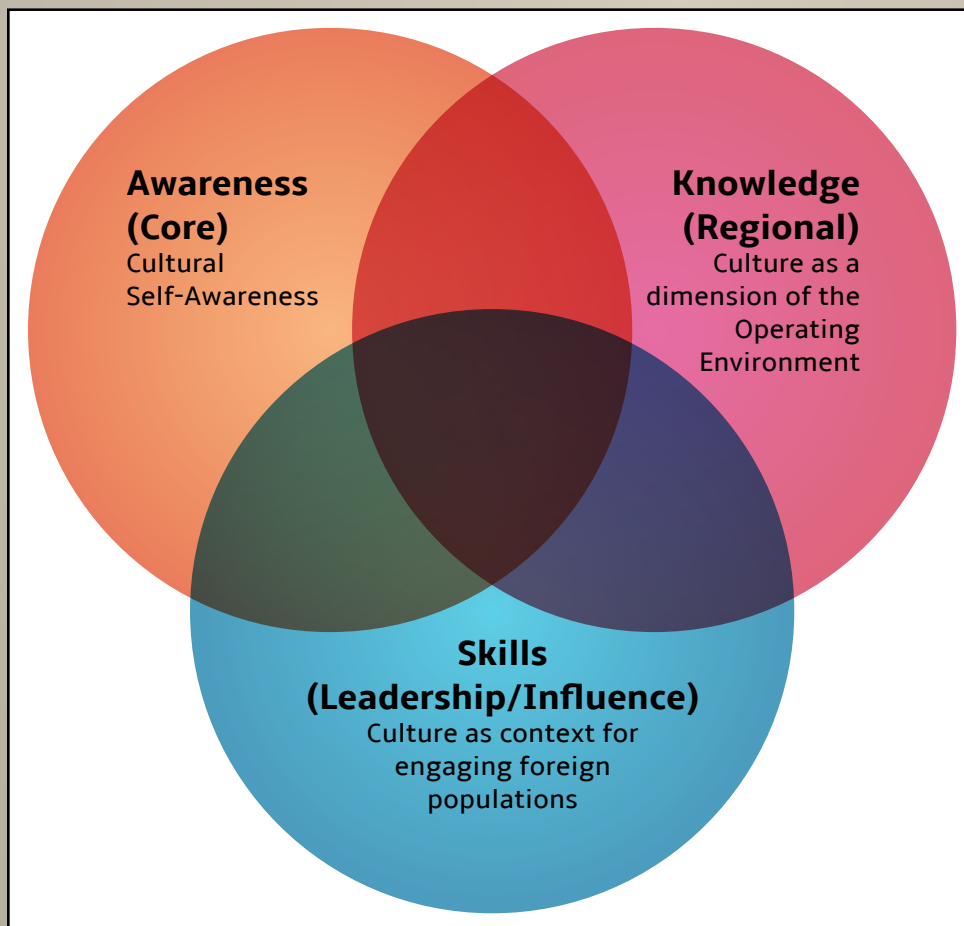 Awareness
(Core)
Cultural
Self-Awareness
Knowledge
(Regional)
Culture as a
dimension of the
Operating
Environment
Skills
(Leadership/Influence)
Culture as context for
engaging foreign
populations